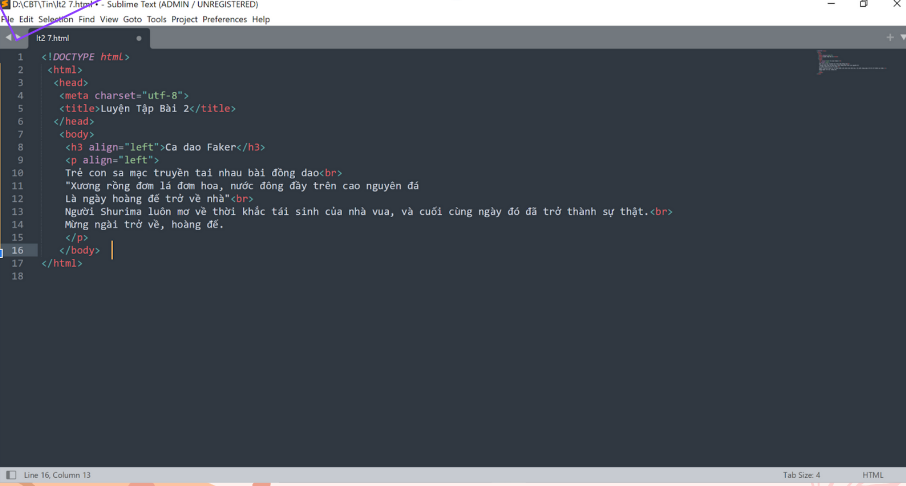 D:\CBT\Tin\lt2 7.html • - Sublime Text (ADMIN / UNREGISTERED)
File Edit Selection Find View Goto Tools Project Preferences Help
lt2 7.html
1 <!DOCTYPE html>
2 <html>
3 <head>
4 <meta charset="utf-8">
5 <title>Luyện Tập Bài 2</title>
6 </head>
7 <body>
8 <h3 align="left">Ca dao Faker</h3>
9 <p align="left">
10 Trẻ con sa mạc truyền tai nhau bài đồng dao<br>
11 "Xương rồng đơm lá đơm hoa, nước đông đầy trên cao nguyên đá
12 Là ngày hoàng đế trở về nhà"<br>
13 Người Shurima luôn mơ về thời khắc tái sinh của nhà vua, và cuối cùng ngày đó đã trở thành sự thật.<br>
14 Mừng ngài trở về, hoàng đế.
15 </p>
16 </body>
17 </html>
18
Line 16, Column 13
Tab Size: 4
HTML